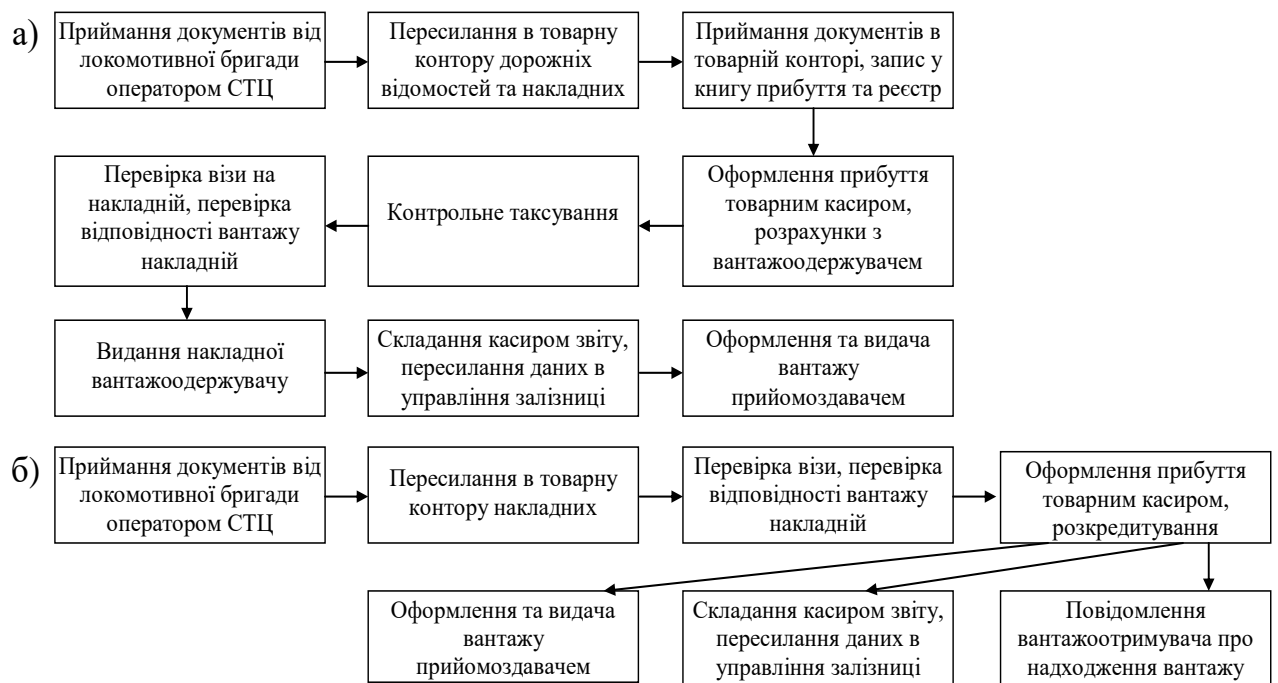 а)
Приймання документів від
локомотивної бригади
оператором СТЦ
Пересилання в товарну
контору дорожніх
відомостей та накладних
Приймання документів в
товарній конторі, запис у
книгу прибуття та реєстр
Оформлення прибуття
товарним касиром,
розрахунки з
вантажоодержувачем
Контрольне таксування
Перевірка візи на
накладній, перевірка
відповідності вантажу
накладній
Видання накладної
вантажоодержувачу
Складання касиром звіту,
пересилання даних в
управління залізниці
Оформлення та видача
вантажу
прийомоздавачем
б)
Приймання документів від
локомотивної бригади
оператором СТЦ
Пересилання в товарну
контору накладних
Перевірка візи, перевірка
відповідності вантажу
накладній
Оформлення прибуття
товарним касиром,
розкредитування
Оформлення та видача
вантажу
прийомоздавачем
Складання касиром звіту,
пересилання даних в
управління залізниці
Повідомлення
вантажоотримувача про
надходження вантажу